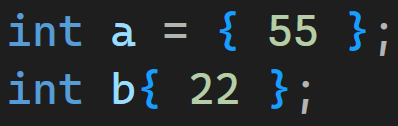 int a = { 55 };
int b{ 22 };